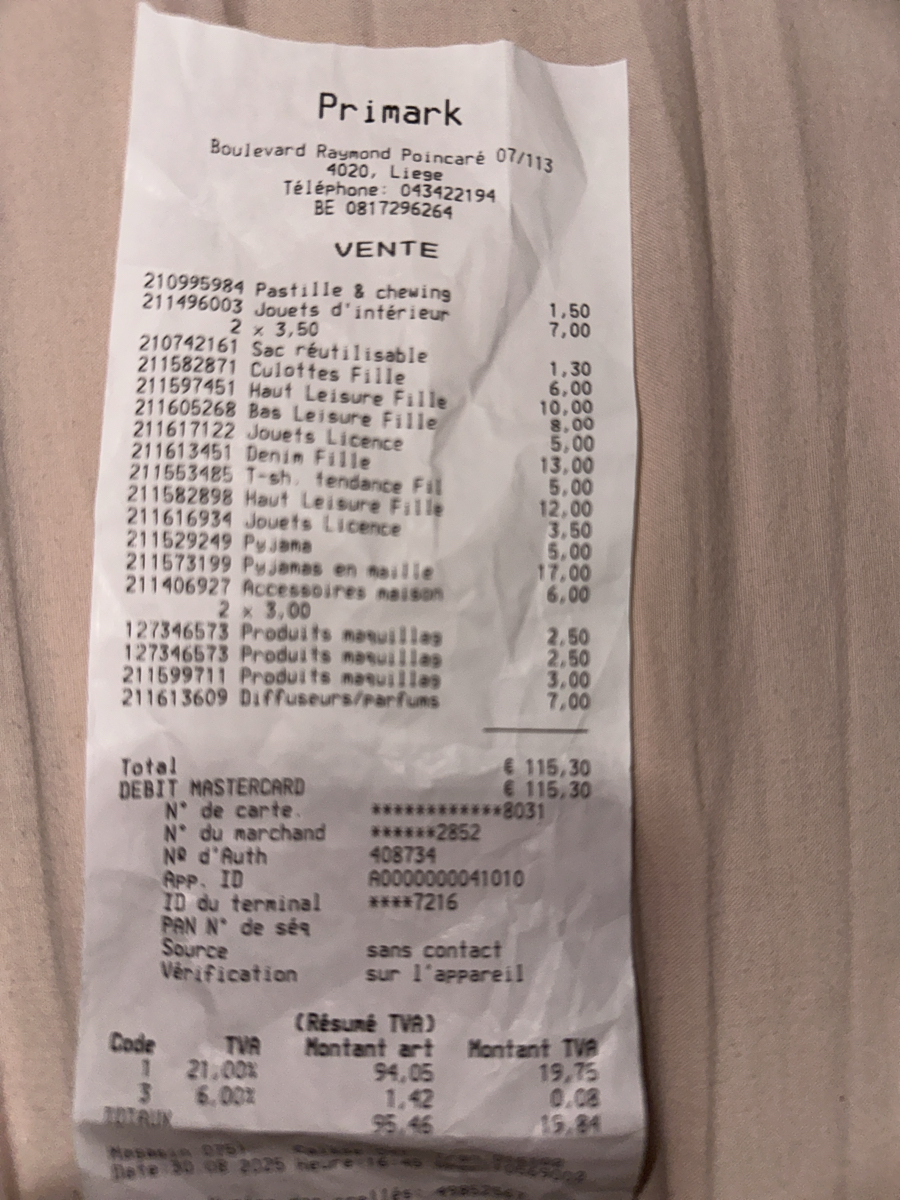 Primark
Boulevard Raymond Poincaré 07/113
4020, Liege
Téléphone: 043422194
BE 0817296264
VENTE
210995984 Pastille & chewing 1,50
211496003 Jouets d'intérieur 7,00
2 x 3,50
210742161 Sac réutilisable 1,30
211582871 Culottes Fille 6,00
211597451 Haut Leisure Fille 10,00
211605268 Bas Leisure Fille 8,00
211617122 Jouets Licence 5,00
211613451 Denim Fille 13,00
211553485 T-sh. tendance Fil 5,00
211582898 Haut Leisure Fille 12,00
211616934 Jouets Licence 3,50
211529249 Pyjama 5,00
211573199 Pyjamas en maille 17,00
211406927 Accessoires maison 6,00
2 x 3,00
127346573 Produits maquillag 2,50
127346573 Produits maquillag 2,50
211599711 Produits maquillag 3,00
211613609 Diffuseurs/parfums 7,00
Total € 115,30
DEBIT MASTERCARD € 115,30
N° de carte. ************8031
N° du marchand ******2852
Nº d'Auth 408734
App. ID A0000000041010
ID du terminal ****7216
PAN N° de séq
Source sans contact
Vérification sur l'appareil
(Résumé TVA)
Code TVA Montant art Montant TVA
1 21,00% 94,05 19,75
3 6,00% 1,42 0,08
TOTAUX 95,46 19,84
Magasin
Date 30 08 2025 heure 16:46